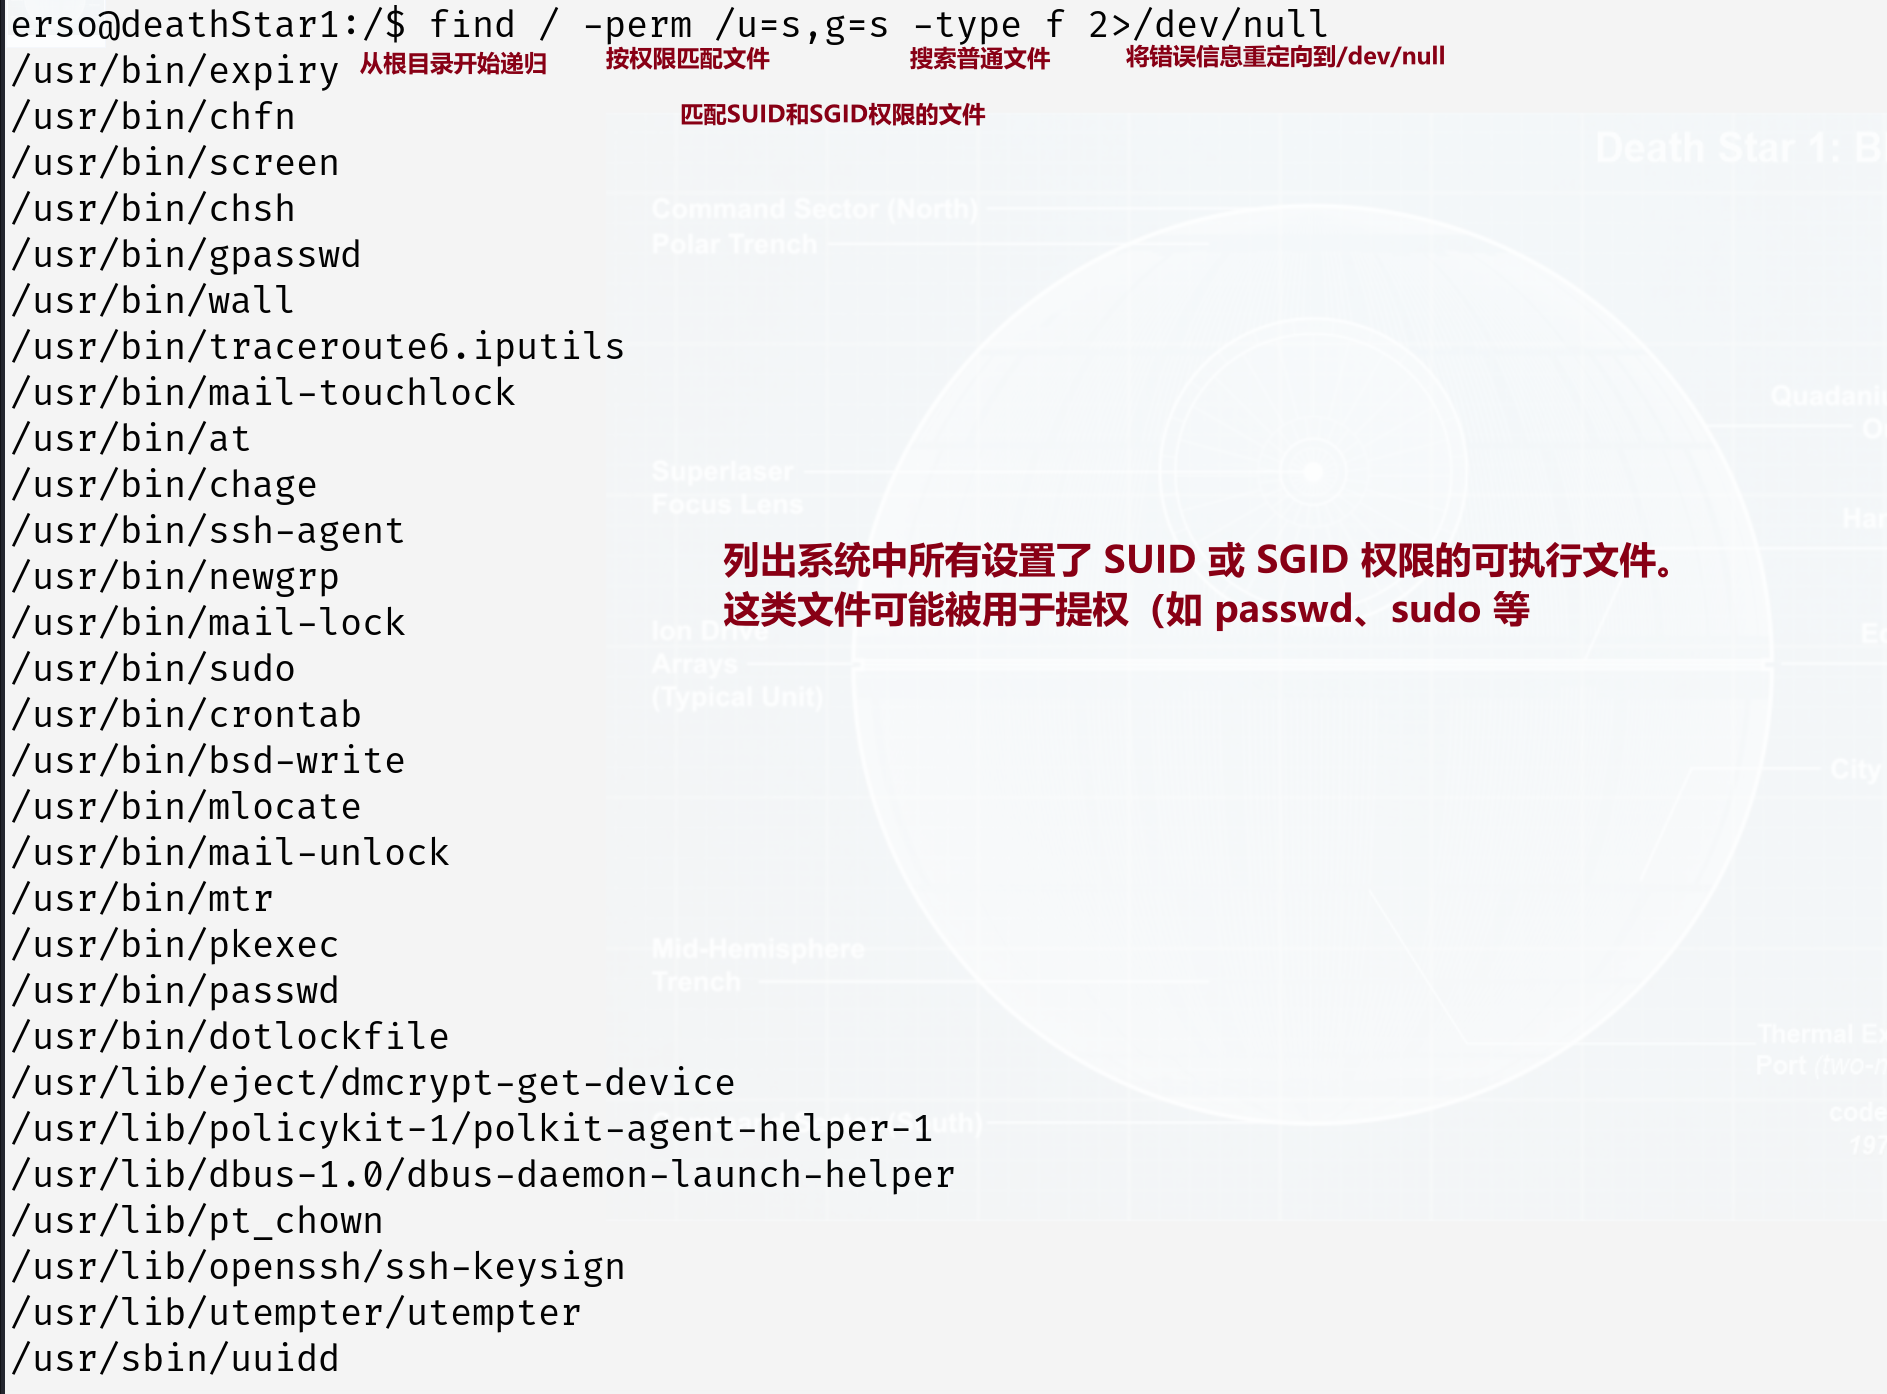 erso@deathStar1:/$ find / -perm /u=s,g=s -type f 2>/dev/null
/usr/bin/expiry 从根目录开始递归 按权限匹配文件 搜索普通文件 将错误信息重定向到/dev/null
/usr/bin/chfn 匹配SUID和SGID权限的文件
/usr/bin/screen Death Star 1:
/usr/bin/chsh Command Sector (North)
/usr/bin/gpasswd Polar Trench
/usr/bin/wall
/usr/bin/traceroute6.iputils
/usr/bin/mail-touchlock
/usr/bin/at
/usr/bin/chage Superlaser
Focus Lens
/usr/bin/ssh-agent
/usr/bin/newgrp 列出系统中所有设置了 SUID 或 SGID 权限的可执行文件。
/usr/bin/mail-lock 这类文件可能被用于提权（如 passwd、sudo 等
Ion Drive
/usr/bin/sudo Arrays
(Typical Unit)
/usr/bin/crontab
/usr/bin/bsd-write City
/usr/bin/mlocate
/usr/bin/mail-unlock
/usr/bin/mtr
/usr/bin/pkexec Mid-Hemisphere
/usr/bin/passwd Trench
/usr/bin/dotlockfile Thermal
Port
/usr/lib/eject/dmcrypt-get-device
/usr/lib/policykit-1/polkit-agent-helper-1
/usr/lib/dbus-1.0/dbus-daemon-launch-helper
/usr/lib/pt_chown
/usr/lib/openssh/ssh-keysign
/usr/lib/utempter/utempter
/usr/sbin/uuidd